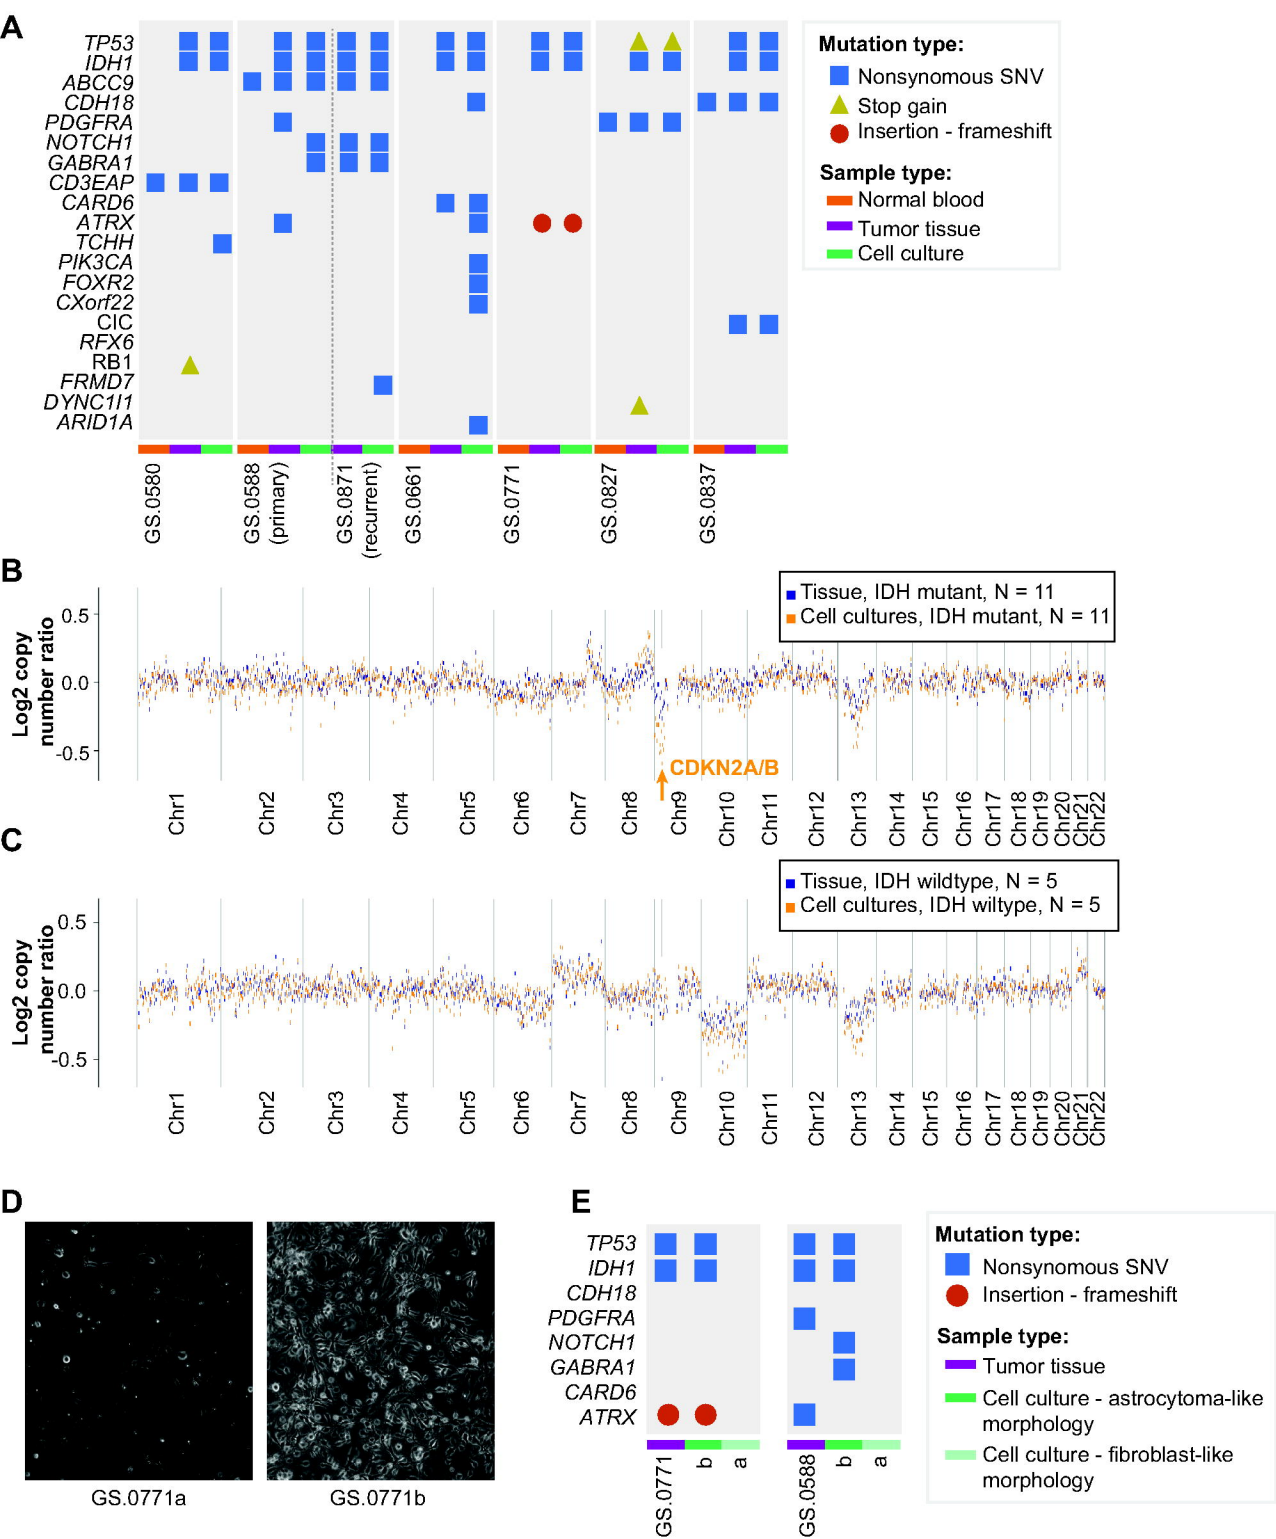 A
TP53
IDH1
ABCC9
CDH18
PDGFRA
NOTCH1
GABRA1
CD3EAP
CARD6
ATRX
TCHH
PIK3CA
FOXR2
CXorf22
CIC
RFX6
RB1
FRMD7
DYNC1I1
ARID1A
GS.0580
GS.0588
(primary)
GS.0871
(recurrent)
GS.0661
GS.0771
GS.0827
GS.0837
Mutation type:
Nonsynomous SNV
Stop gain
Insertion - frameshift
Sample type:
Normal blood
Tumor tissue
Cell culture
B
Log2 copy
number ratio
0.5
0.0
-0.5
Tissue, IDH mutant, N = 11
Cell cultures, IDH mutant, N = 11
CDKN2A/B
Chr1
Chr2
Chr3
Chr4
Chr5
Chr6
Chr7
Chr8
Chr9
Chr10
Chr11
Chr12
Chr13
Chr14
Chr15
Chr16
Chr17
Chr18
Chr19
Chr20
Chr21
Chr22
C
Log2 copy
number ratio
0.5
0.0
-0.5
Tissue, IDH wildtype, N = 5
Cell cultures, IDH wiltype, N = 5
Chr1
Chr2
Chr3
Chr4
Chr5
Chr6
Chr7
Chr8
Chr9
Chr10
Chr11
Chr12
Chr13
Chr14
Chr15
Chr16
Chr17
Chr18
Chr19
Chr20
Chr21
Chr22
D
GS.0771a
GS.0771b
E
TP53
IDH1
CDH18
PDGFRA
NOTCH1
GABRA1
CARD6
ATRX
GS.0771
b
a
GS.0588
b
a
Mutation type:
Nonsynomous SNV
Insertion - frameshift
Sample type:
Tumor tissue
Cell culture - astrocytoma-like
morphology
Cell culture - fibroblast-like
morphology